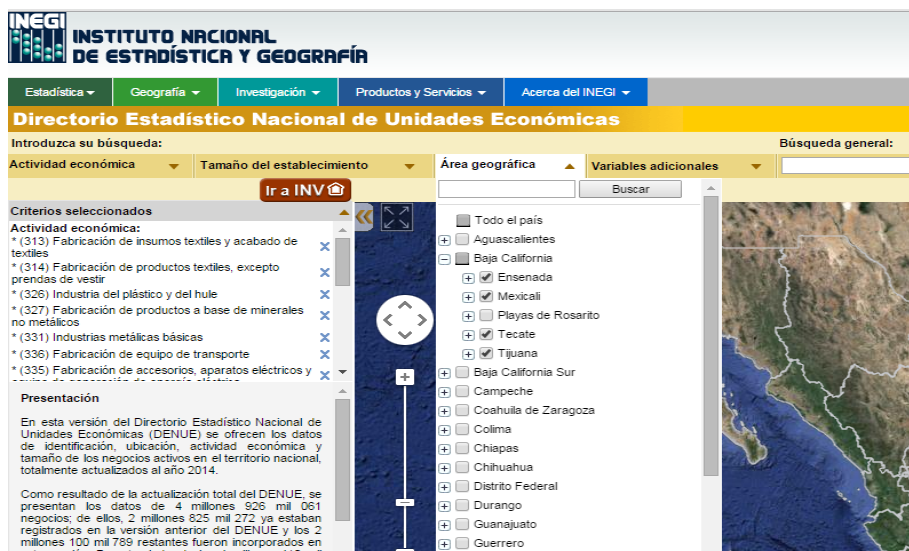 INEGI
INSTITUTO NACIONAL
DE ESTADÍSTICA Y GEOGRAFÍA
Estadística
Geografía
Investigación
Productos y Servicios
Acerca del INEGI
Directorio Estadístico Nacional de Unidades Económicas
Introduzca su búsqueda:
Búsqueda general:
Actividad económica
Tamaño del establecimiento
Área geográfica
Variables adicionales
Ir a INV
Buscar
Criterios seleccionados
Actividad económica:
* (313) Fabricación de insumos textiles y acabado de
textiles
* (314) Fabricación de productos textiles, excepto
prendas de vestir
* (326) Industria del plástico y del hule
* (327) Fabricación de productos a base de minerales
no metálicos
* (331) Industrias metálicas básicas
* (336) Fabricación de equipo de transporte
* (335) Fabricación de accesorios, aparatos eléctricos y
Presentación
En esta versión del Directorio Estadístico Nacional de
Unidades Económicas (DENUE) se ofrecen los datos
de identificación, ubicación, actividad económica y
tamaño de los negocios activos en el territorio nacional,
totalmente actualizados al año 2014.
Como resultado de la actualización total del DENUE, se
presentan los datos de 4 millones 926 mil 061
negocios; de ellos, 2 millones 825 mil 272 ya estaban
registrados en la versión anterior del DENUE y los 2
millones 100 mil 789 restantes fueron incorporados en
Todo el país
Aguascalientes
Baja California
Ensenada
Mexicali
Playas de Rosarito
Tecate
Tijuana
Baja California Sur
Campeche
Coahuila de Zaragoza
Colima
Chiapas
Chihuahua
Distrito Federal
Durango
Guanajuato
Guerrero